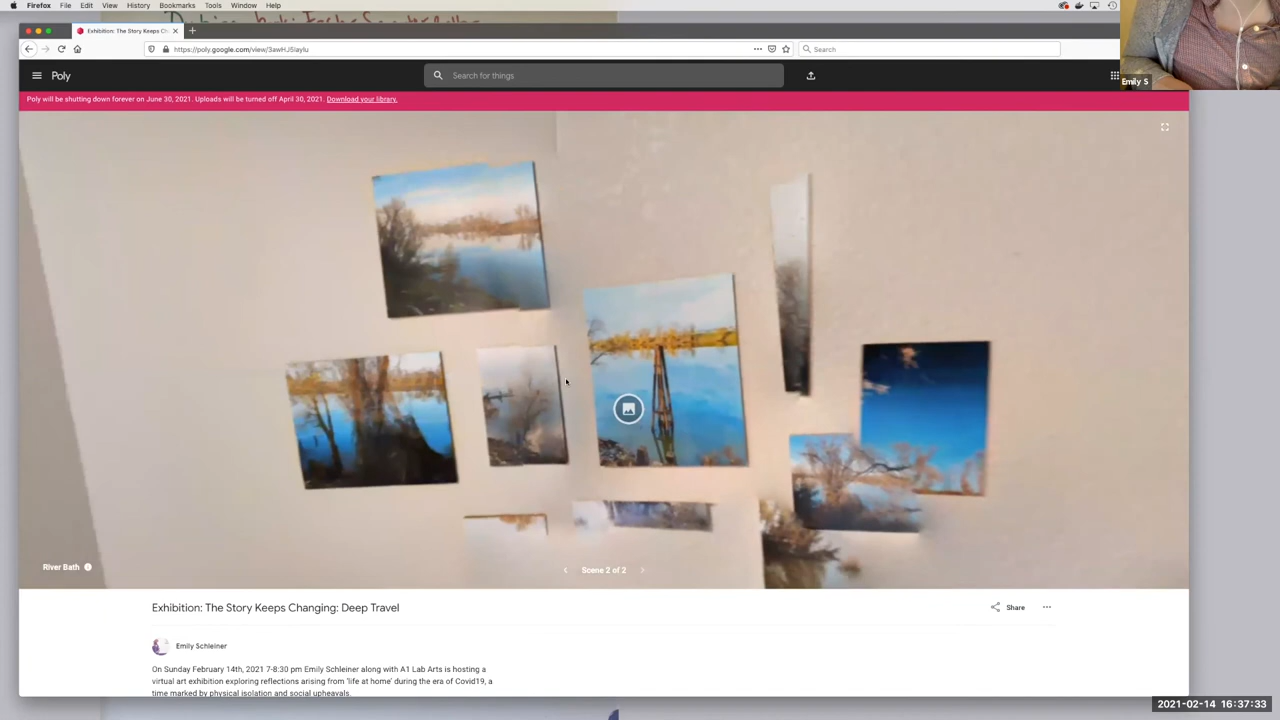 Firefox File Edit View History Bookmarks Tools Window Help
Exhibition: The Story Keeps Ch
https://poly.google.com/view/3awHJSlaylu
Search
Emily S
Poly
Search for things
Poly will be shutting down forever on June 30, 2021. Uploads will be turned off April 30, 2021. Download your library.
River Bath
Scene 2 of 2
Exhibition: The Story Keeps Changing: Deep Travel
Share
Emily Schleiner
On Sunday February 14th, 2021 7-8:30 pm Emily Schleiner along with A1 Lab Arts is hosting a
virtual art exhibition exploring reflections arising from 'life at home' during the era of Covid19, a
time marked by physical isolation and social upheavals.
2021-02-14 16:37:33